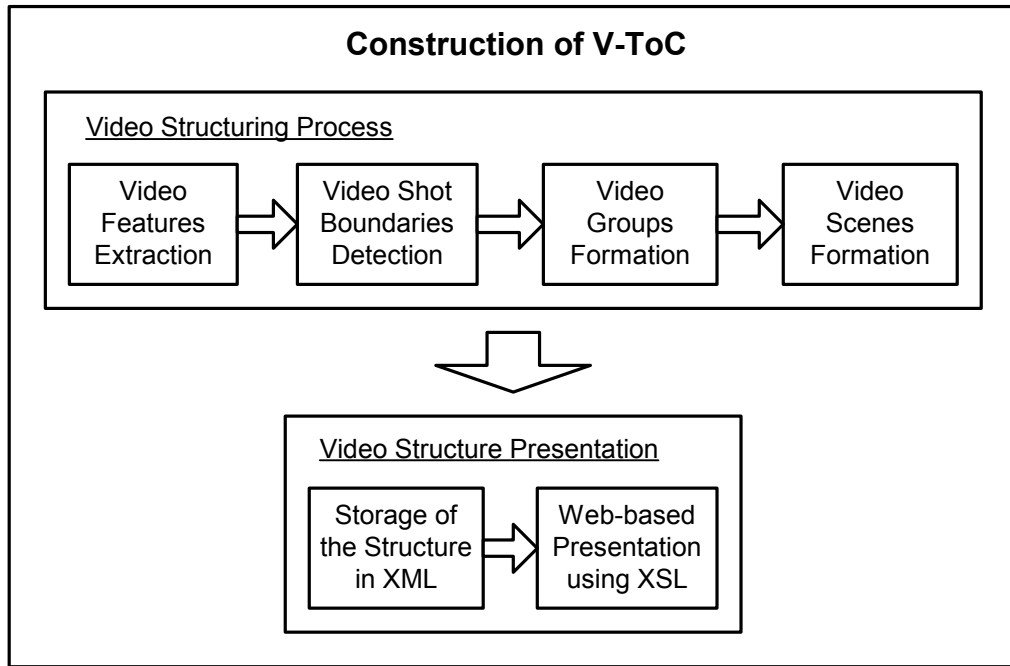 Construction of V-ToC
Video Structuring Process
Video
Features
Extraction
Video Shot
Boundaries
Detection
Video
Groups
Formation
Video
Scenes
Formation
Video Structure Presentation
Storage of
the Structure
in XML
Web-based
Presentation
using XSL